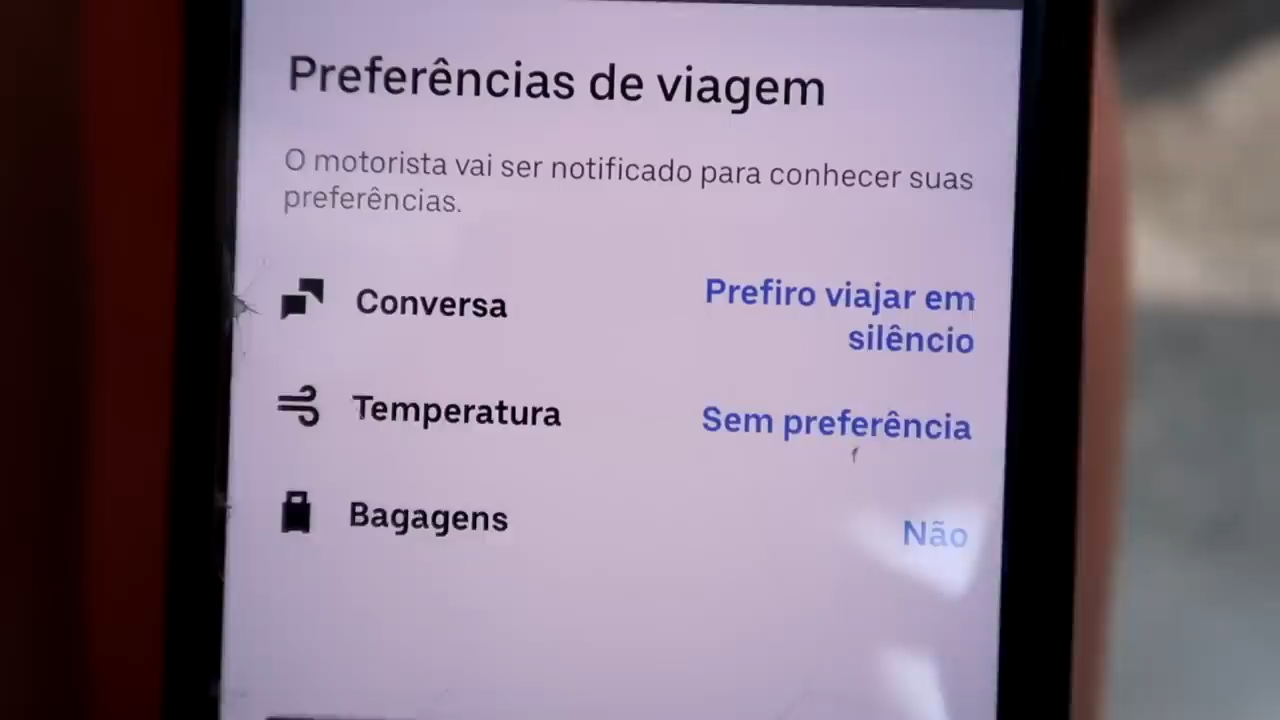 Preferências de viagem
O motorista vai ser notificado para conhecer suas
preferências.
Conversa
Prefiro viajar em
silêncio
Temperatura
Sem preferência
Bagagens
Não